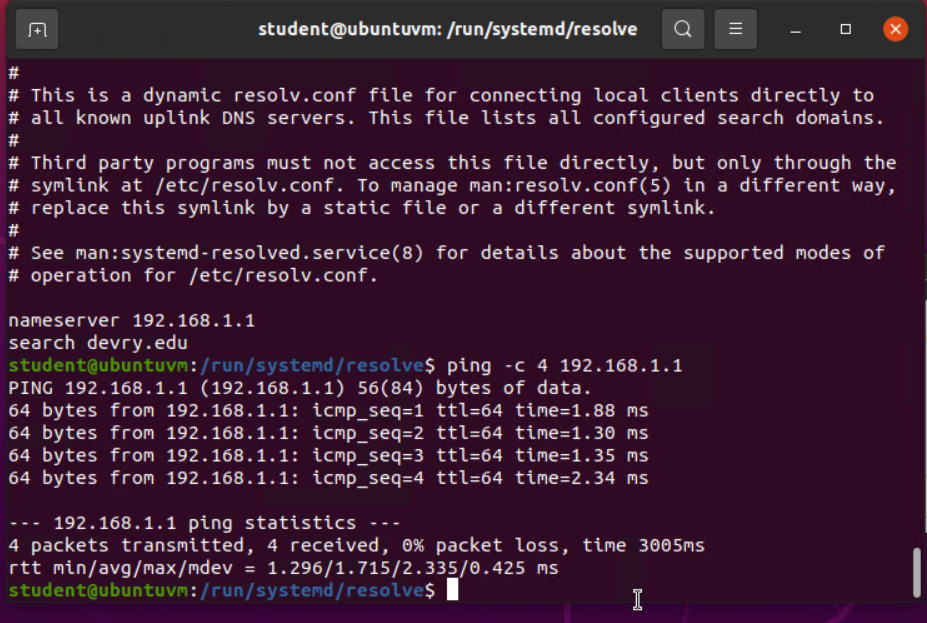 student@ubuntuvm: /run/systemd/resolve
#
# This is a dynamic resolv.conf file for connecting local clients directly to
# all known uplink DNS servers. This file lists all configured search domains.
#
# Third party programs must not access this file directly, but only through the
# symlink at /etc/resolv.conf. To manage man:resolv.conf(5) in a different way,
# replace this symlink by a static file or a different symlink.
#
# See man:systemd-resolved.service(8) for details about the supported modes of
# operation for /etc/resolv.conf.
nameserver 192.168.1.1
search devry.edu
student@ubuntuvm:/run/systemd/resolve$ ping -c 4 192.168.1.1
PING 192.168.1.1 (192.168.1.1) 56(84) bytes of data.
64 bytes from 192.168.1.1: icmp_seq=1 ttl=64 time=1.88 ms
64 bytes from 192.168.1.1: icmp_seq=2 ttl=64 time=1.30 ms
64 bytes from 192.168.1.1: icmp_seq=3 ttl=64 time=1.35 ms
64 bytes from 192.168.1.1: icmp_seq=4 ttl=64 time=2.34 ms
--- 192.168.1.1 ping statistics ---
4 packets transmitted, 4 received, 0% packet loss, time 3005ms
rtt min/avg/max/mdev = 1.296/1.715/2.335/0.425 ms
student@ubuntuvm:/run/systemd/resolve$